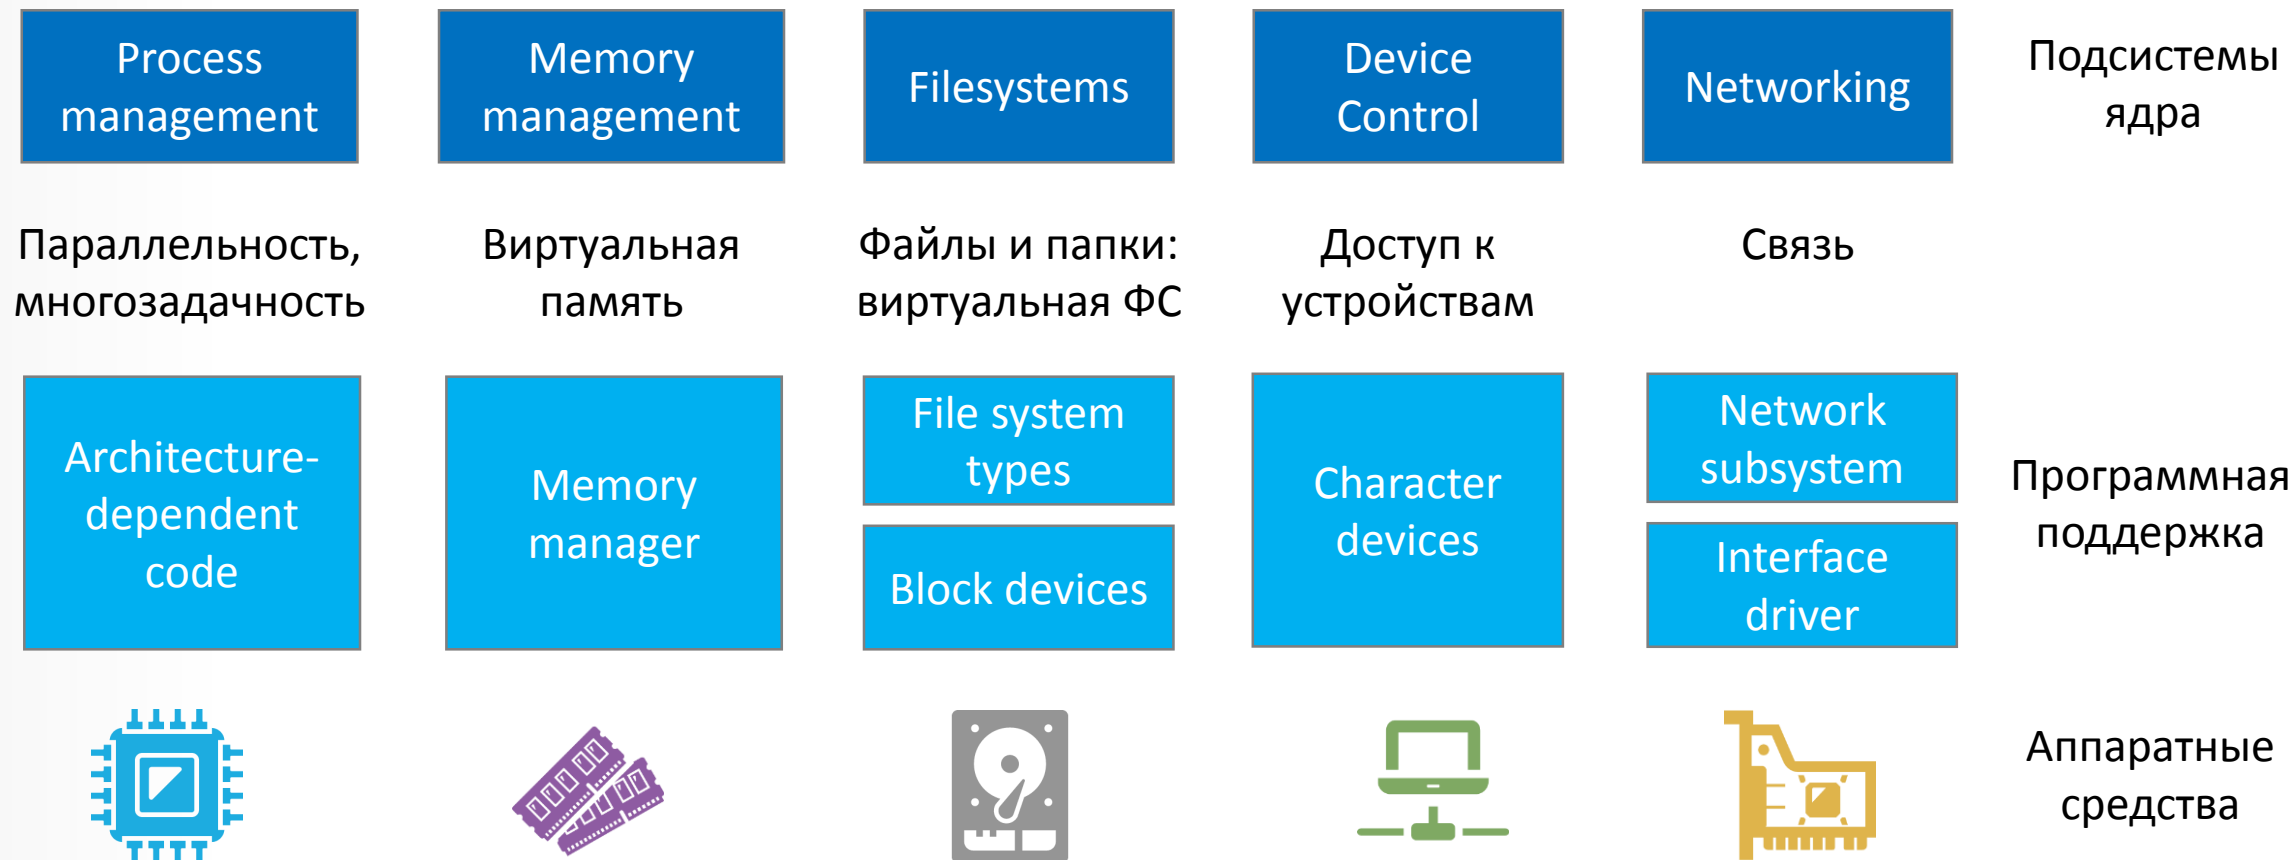 Process
management
Memory
management
Filesystems
Device
Control
Networking
Подсистемы
ядра
Параллельность,
многозадачность
Виртуальная
память
Файлы и папки:
виртуальная ФС
Доступ к
устройствам
Связь
Architecture-
dependent
code
Memory
manager
File system
types
Block devices
Character
devices
Network
subsystem
Interface
driver
Программная
поддержка
Аппаратные
средства